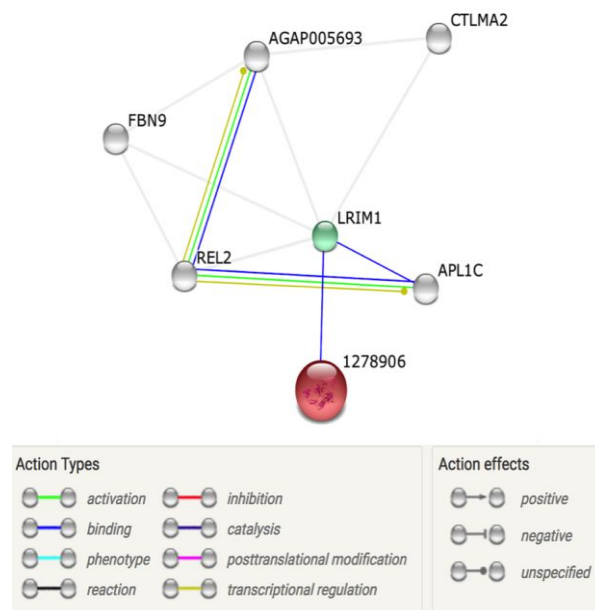 CTLMA2
AGAP005693
FBN9
LRIM1
REL2
APL1C
1278906
Action Types
activation
inhibition
binding
catalysis
phenotype
posttranslational modification
reaction
transcriptional regulation
Action effects
positive
negative
unspecified